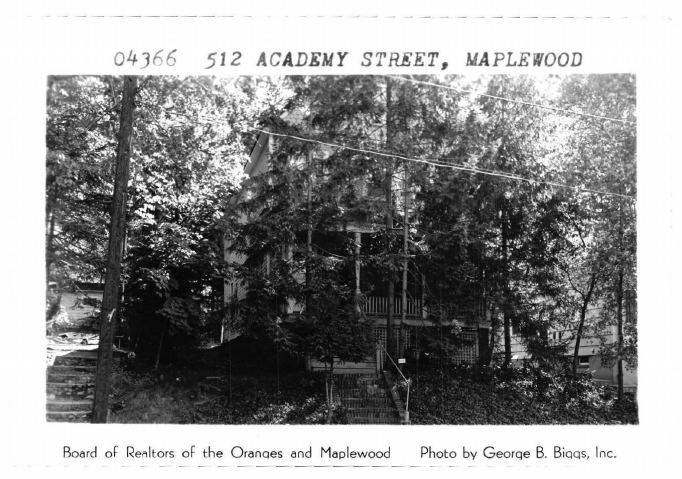 04366 512 ACADEMY STREET, MAPLEWOOD
Board of Realtors of the Oranges and Maplewood Photo by George B. Biggs, Inc.